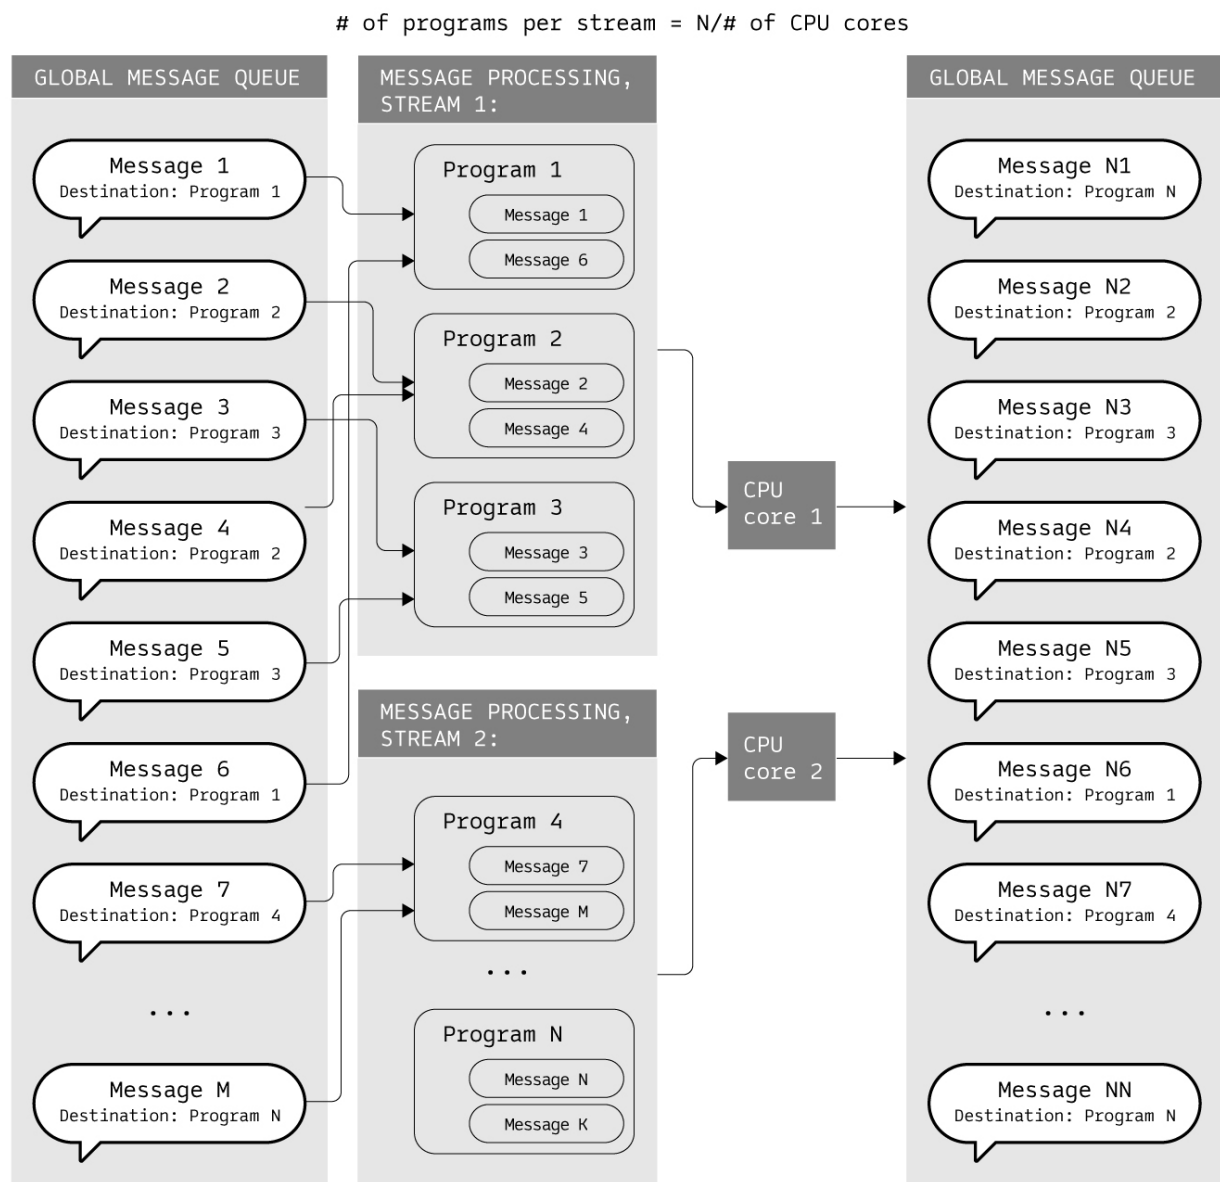 # of programs per stream = N/# of CPU cores
GLOBAL MESSAGE QUEUE
Message 1
Destination: Program 1
Message 2
Destination: Program 2
Message 3
Destination: Program 3
Message 4
Destination: Program 2
Message 5
Destination: Program 3
Message 6
Destination: Program 1
Message 7
Destination: Program 4
...
Message M
Destination: Program N
MESSAGE PROCESSING,
STREAM 1:
Program 1
Message 1
Message 6
Program 2
Message 2
Message 4
Program 3
Message 3
Message 5
MESSAGE PROCESSING,
STREAM 2:
Program 4
Message 7
Message M
...
Program N
Message N
Message K
CPU
core 1
CPU
core 2
GLOBAL MESSAGE QUEUE
Message N1
Destination: Program N
Message N2
Destination: Program 2
Message N3
Destination: Program 3
Message N4
Destination: Program 2
Message N5
Destination: Program 3
Message N6
Destination: Program 1
Message N7
Destination: Program 4
...
Message NN
Destination: Program N